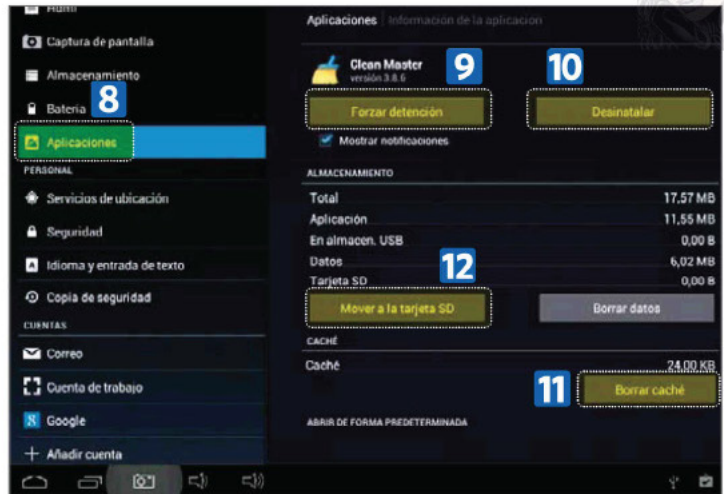 HDMI
Captura de pantalla
Almacenamiento
Batería
8
Aplicaciones
PERSONAL
Servicios de ubicación
Seguridad
Idioma y entrada de texto
Copia de seguridad
CUENTAS
Correo
Cuenta de trabajo
Google
Añadir cuenta
Aplicaciones | Informacion de la aplicacion
Clean Master
versión 3.8.6
9
10
Forzar detención
Desinstalar
Mostrar notificaciones
ALMACENAMIENTO
Total 17,57 MB
Aplicación 11,55 MB
En almacen. USB 0,00 B
Datos 6,02 MB
12
Tarjeta SD 0,00 B
Mover a la tarjeta SD
Borrar datos
CACHÉ
Caché 24,00 KB
11
Borrar caché
ABRIR DE FORMA PREDETERMINADA